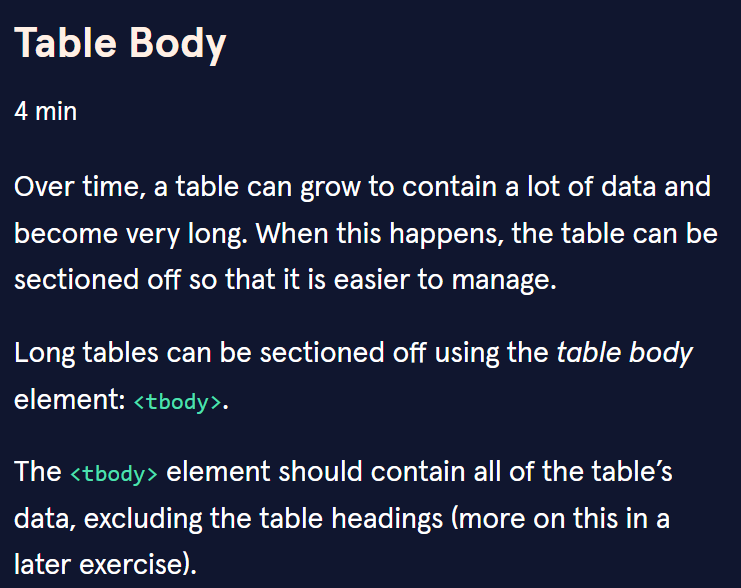 Table Body
4 min
Over time, a table can grow to contain a lot of data and
become very long. When this happens, the table can be
sectioned off so that it is easier to manage.
Long tables can be sectioned off using the table body
element: <tbody>.
The <tbody> element should contain all of the table’s
data, excluding the table headings (more on this in a
later exercise).